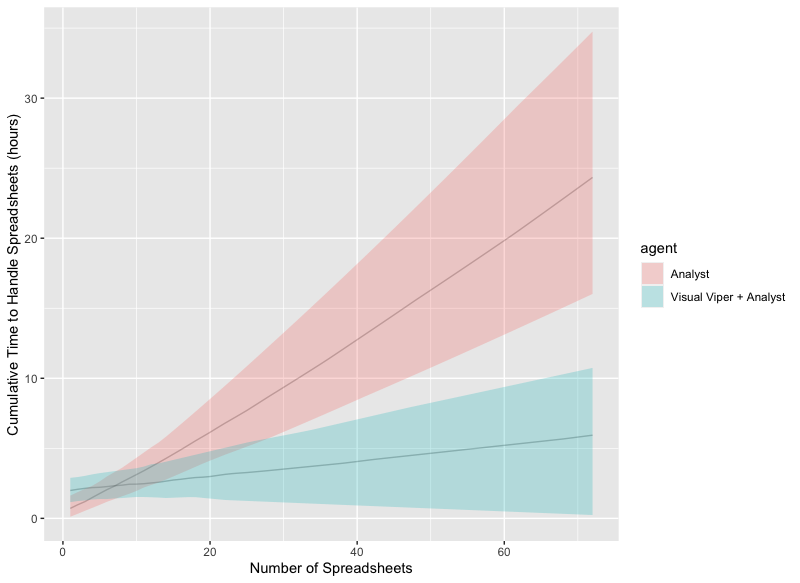 Cumulative Time to Handle Spreadsheets (hours)
30
20
10
0
0 20 40 60
Number of Spreadsheets
agent
Analyst
Visual Viper + Analyst